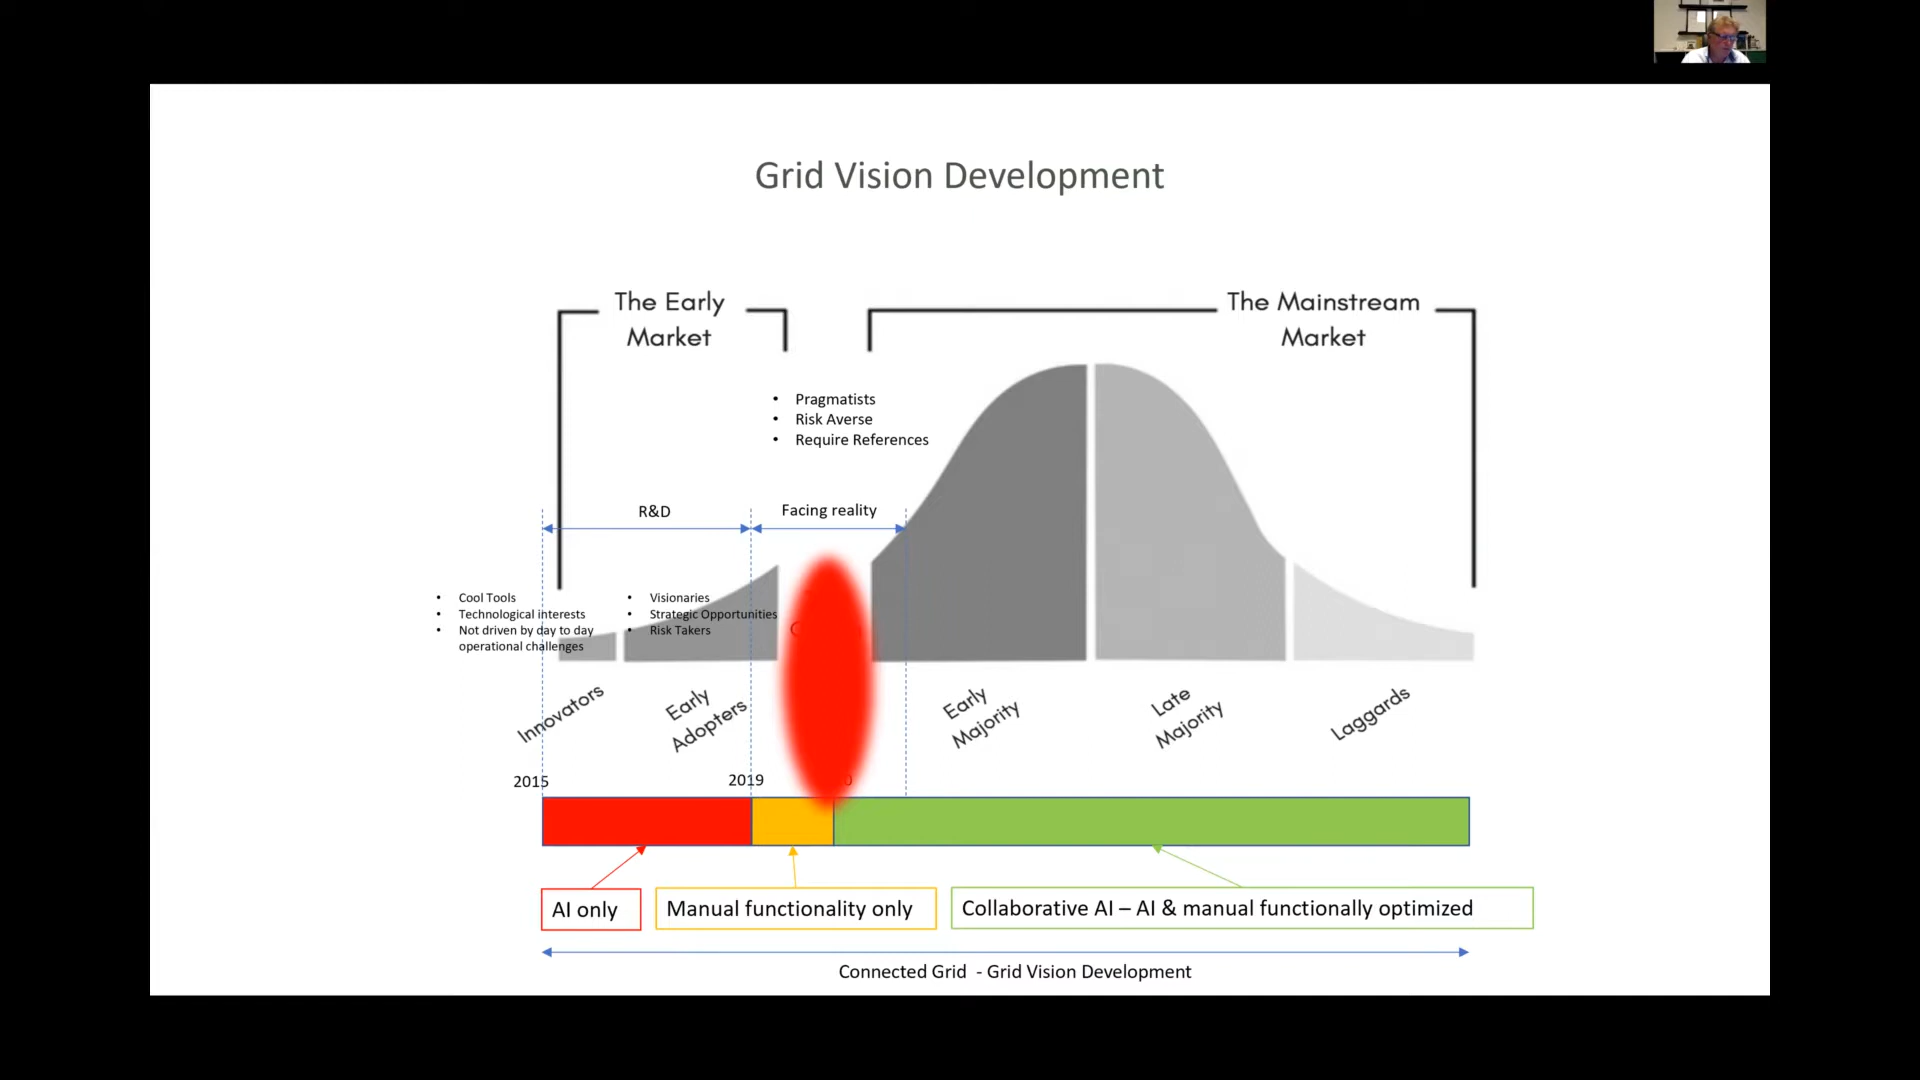 Grid Vision Development
The Early
Market
The Mainstream
Market
• Pragmatists
• Risk Averse
• Require References
R&D
Facing reality
• Cool Tools
• Technological interests
• Not driven by day to day
operational challenges
• Visionaries
• Strategic Opportunities
• Risk Takers
Innovators
Early
Adopters
Early
Majority
Late
Majority
Laggards
2015
2019
AI only
Manual functionality only
Collaborative AI – AI & manual functionally optimized
Connected Grid - Grid Vision Development